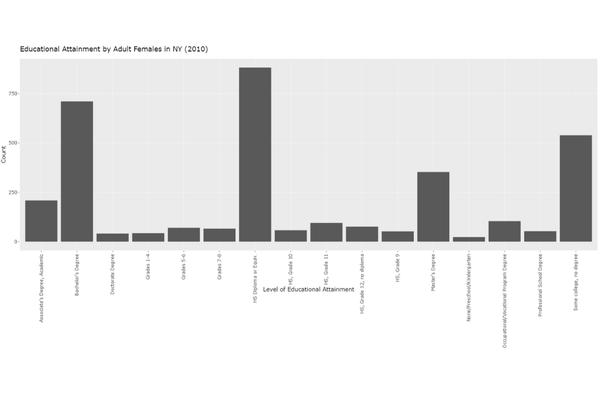 Educational Attainment by Adult Females in NY (2010)
Count
750
500
250
0
Associate's Degree, Academic
Bachelor's Degree
Doctorate Degree
Grades 1-4
Grades 5-6
Grades 7-8
HS Diploma or Equiv.
HS, Grade 10
HS, Grade 11
HS, Grade 12, no diploma
HS, Grade 9
Master's Degree
None/Preschool/Kindergarten
Occupational/Vocational Program Degree
Professional School Degree
Some college, no degree
Level of Educational Attainment